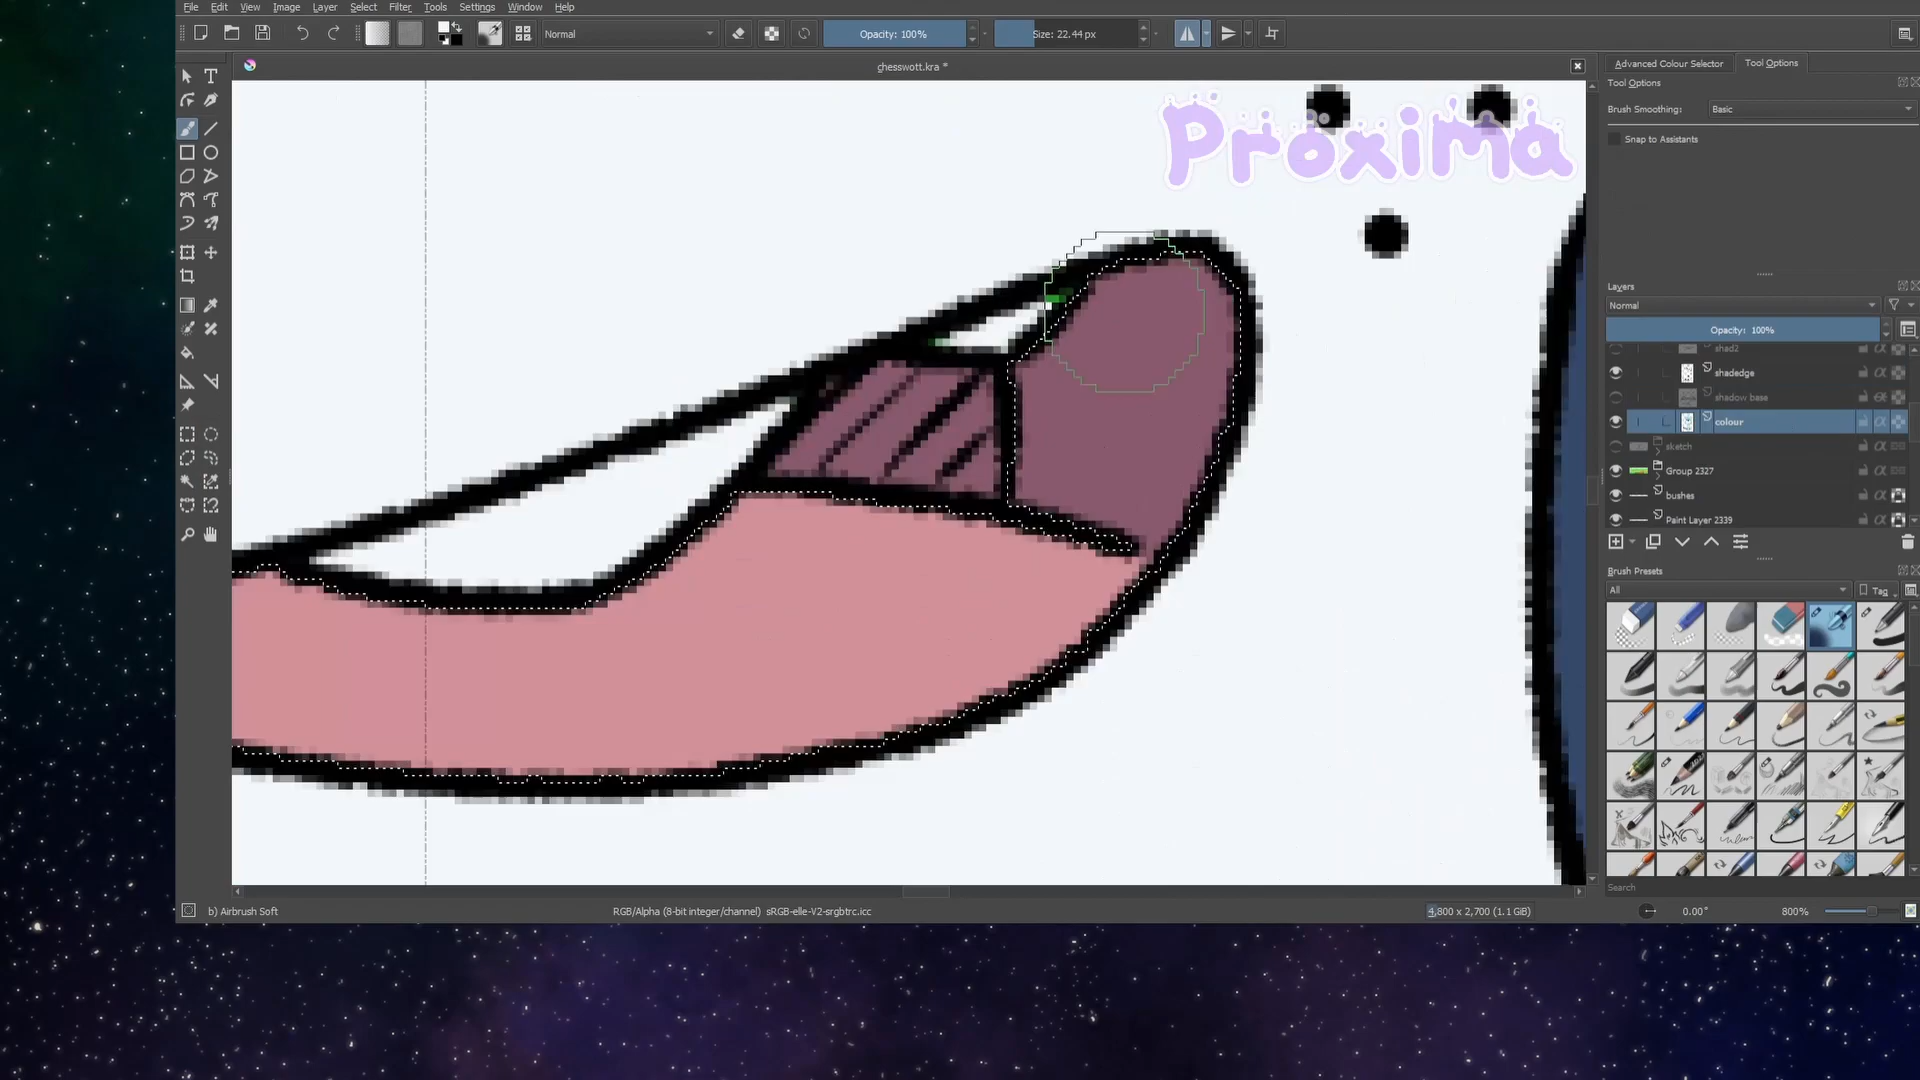 File Edit View Image Layer Select Filter Tools Settings Window Help
Normal Opacity: 100% Size: 22.44 px
ghesswott.kra *
Advanced Colour Selector Tool Options
Tool Options
Brush Smoothing: Basic
Snap to Assistants
Proxima
Layers
Normal
Opacity: 100%
shad2
shadedge
shadow base
colour
sketch
Group 2327
bushes
Paint Layer 2339
Brush Presets
All Tag
Search
b) Airbrush Soft RGB/Alpha (8-bit integer/channel) sRGB-elle-V2-srgbtrc.icc 4,800 x 2,700 (1.1 GiB) 0.00° 800%